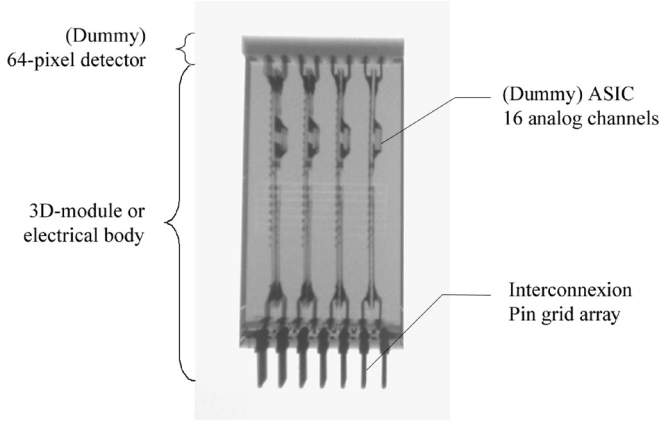 (Dummy)
64-pixel detector
(Dummy) ASIC
16 analog channels
3D-module or
electrical body
Interconnexion
Pin grid array